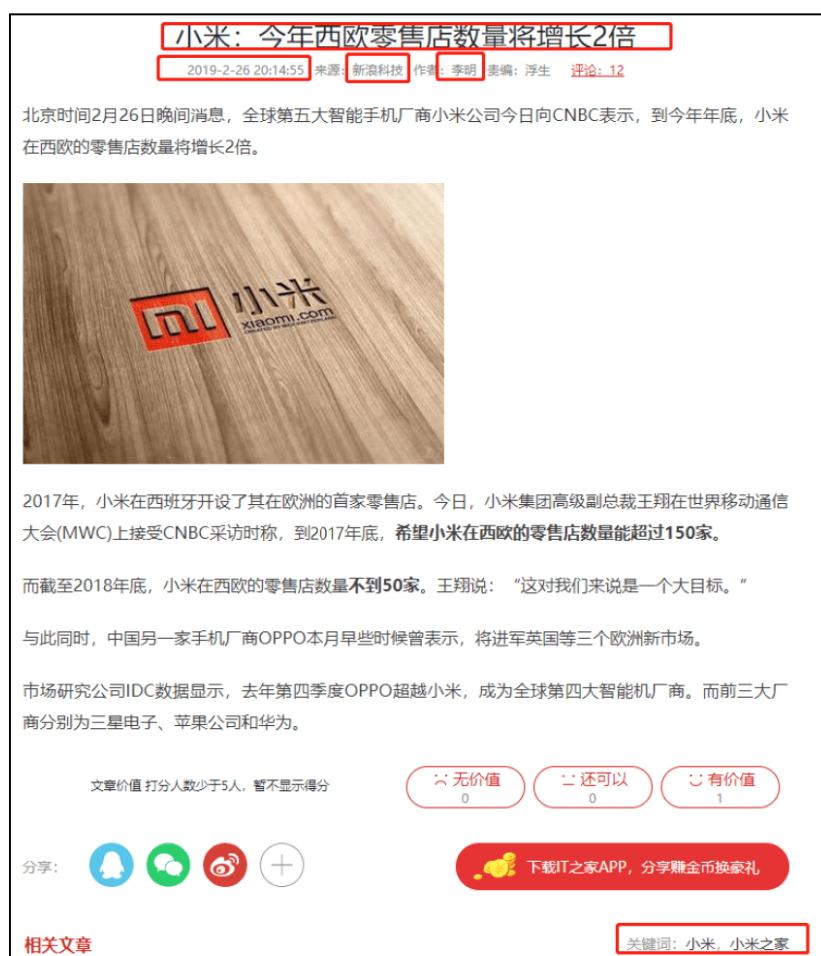 小米：今年西欧零售店数量将增长2倍
2019-2-26 20:14:55 来源：新浪科技 作者：李明 责编：浮生 评论：12
北京时间2月26日晚间消息，全球第五大智能手机厂商小米公司今日向CNBC表示，到今年年底，小米
在西欧的零售店数量将增长2倍。
小米
xiaomi.com
2017年，小米在西班牙开设了其在欧洲的首家零售店。今日，小米集团高级副总裁王翔在世界移动通信
大会(MWC)上接受CNBC采访时称，到2017年底，希望小米在西欧的零售店数量能超过150家。
而截至2018年底，小米在西欧的零售店数量不到50家。王翔说：“这对我们来说是一个大目标。”
与此同时，中国另一家手机厂商OPPO本月早些时候曾表示，将进军英国等三个欧洲新市场。
市场研究公司IDC数据显示，去年第四季度OPPO超越小米，成为全球第四大智能机厂商。而前三大厂
商分别为三星电子、苹果公司和华为。
文章价值 打分人数少于5人，暂不显示得分
无价值 还可以 有价值
0 0 1
分享：
下载IT之家APP，分享赚金币换豪礼
相关文章 关键词：小米，小米之家